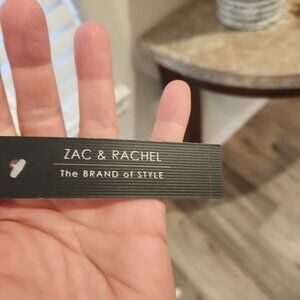 ZAC & RACHEL
The BRAND of STYLE